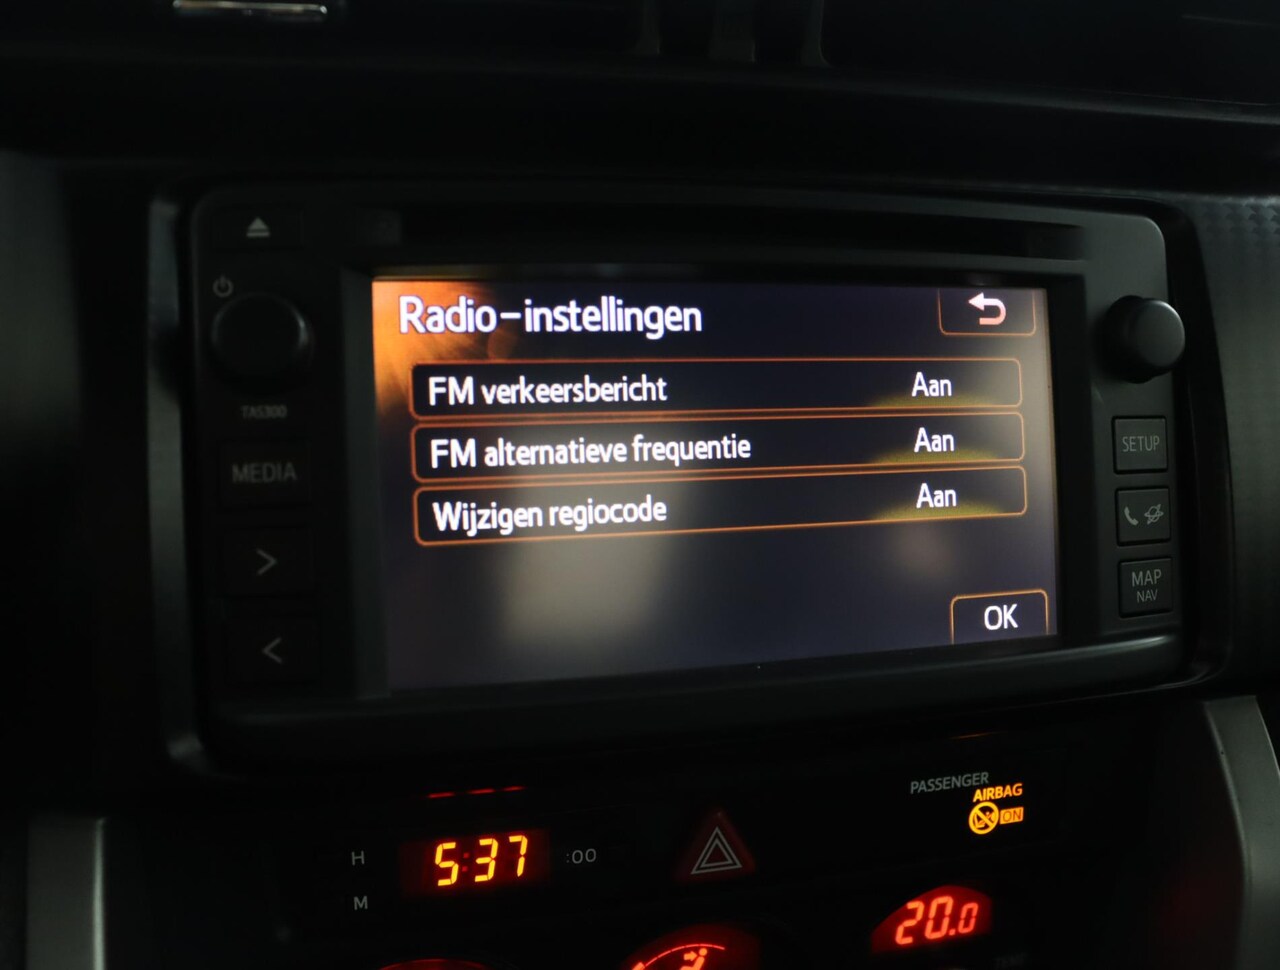 Radio-instellingen
FM verkeersbericht Aan
FM alternatieve frequentie Aan
Wijzigen regiocode Aan
OK
TAS300
MEDIA
SETUP
MAP
NAV
PASSENGER
AIRBAG
ON
H
5:37 :00
M
20.0